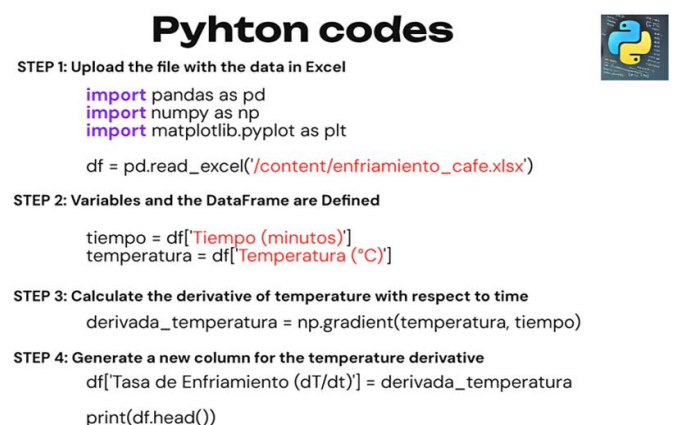 Pyhton codes
STEP 1: Upload the file with the data in Excel
import pandas as pd
import numpy as np
import matplotlib.pyplot as plt
df = pd.read_excel('/content/enfriamiento_cafe.xlsx')
STEP 2: Variables and the DataFrame are Defined
tiempo = df['Tiempo (minutos)']
temperatura = df['Temperatura (°C)']
STEP 3: Calculate the derivative of temperature with respect to time
derivada_temperatura = np.gradient(temperatura, tiempo)
STEP 4: Generate a new column for the temperature derivative
df['Tasa de Enfriamiento (dT/dt)'] = derivada_temperatura
print(df.head())